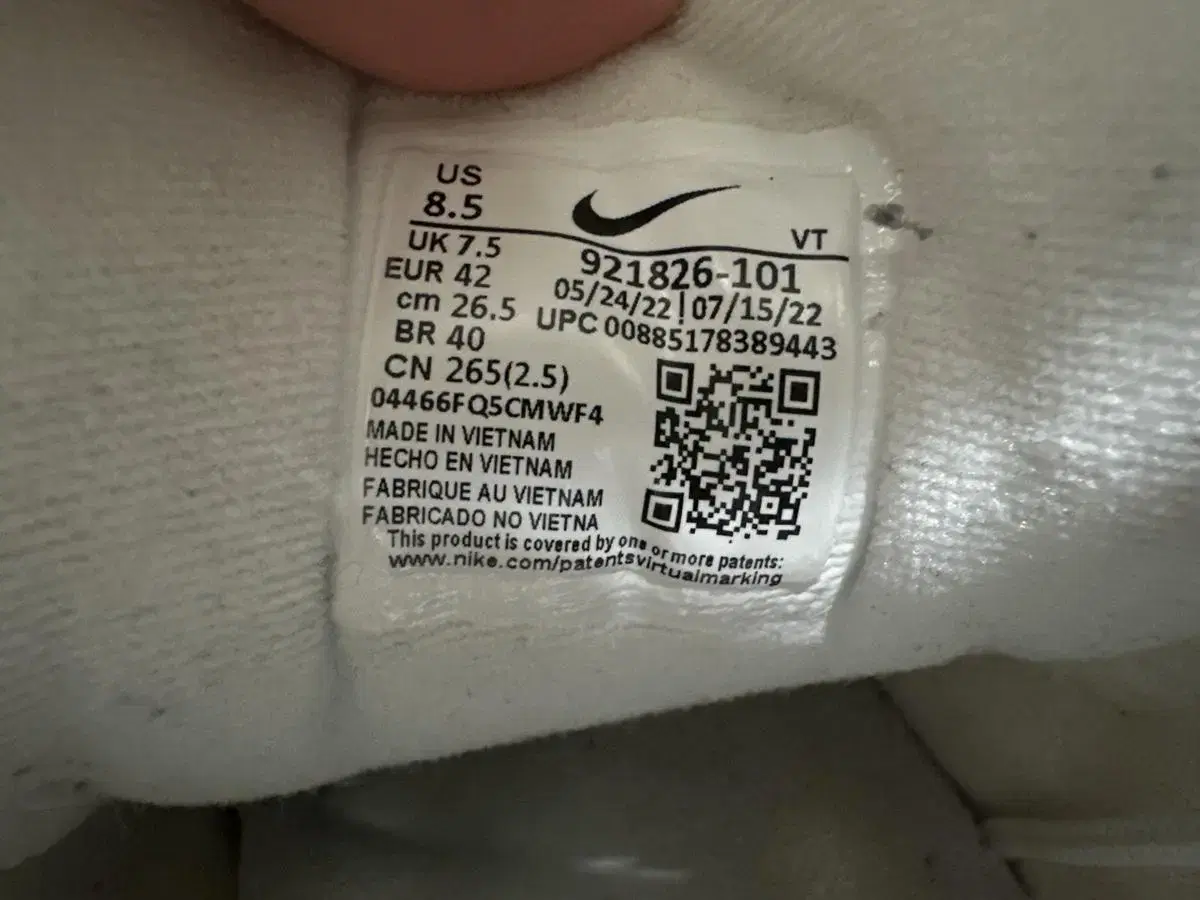 US
8.5
UK 7.5
EUR 42
cm 26.5
BR 40
CN 265(2.5)
04466FQ5CMWF4
VT
921826-101
05/24/22|07/15/22
UPC 00885178389443
MADE IN VIETNAM
HECHO EN VIETNAM
FABRIQUE AU VIETNAM
FABRICADO NO VIETNA
This product is covered by one or more patents:
www.nike.com/patentsvirtualmarking